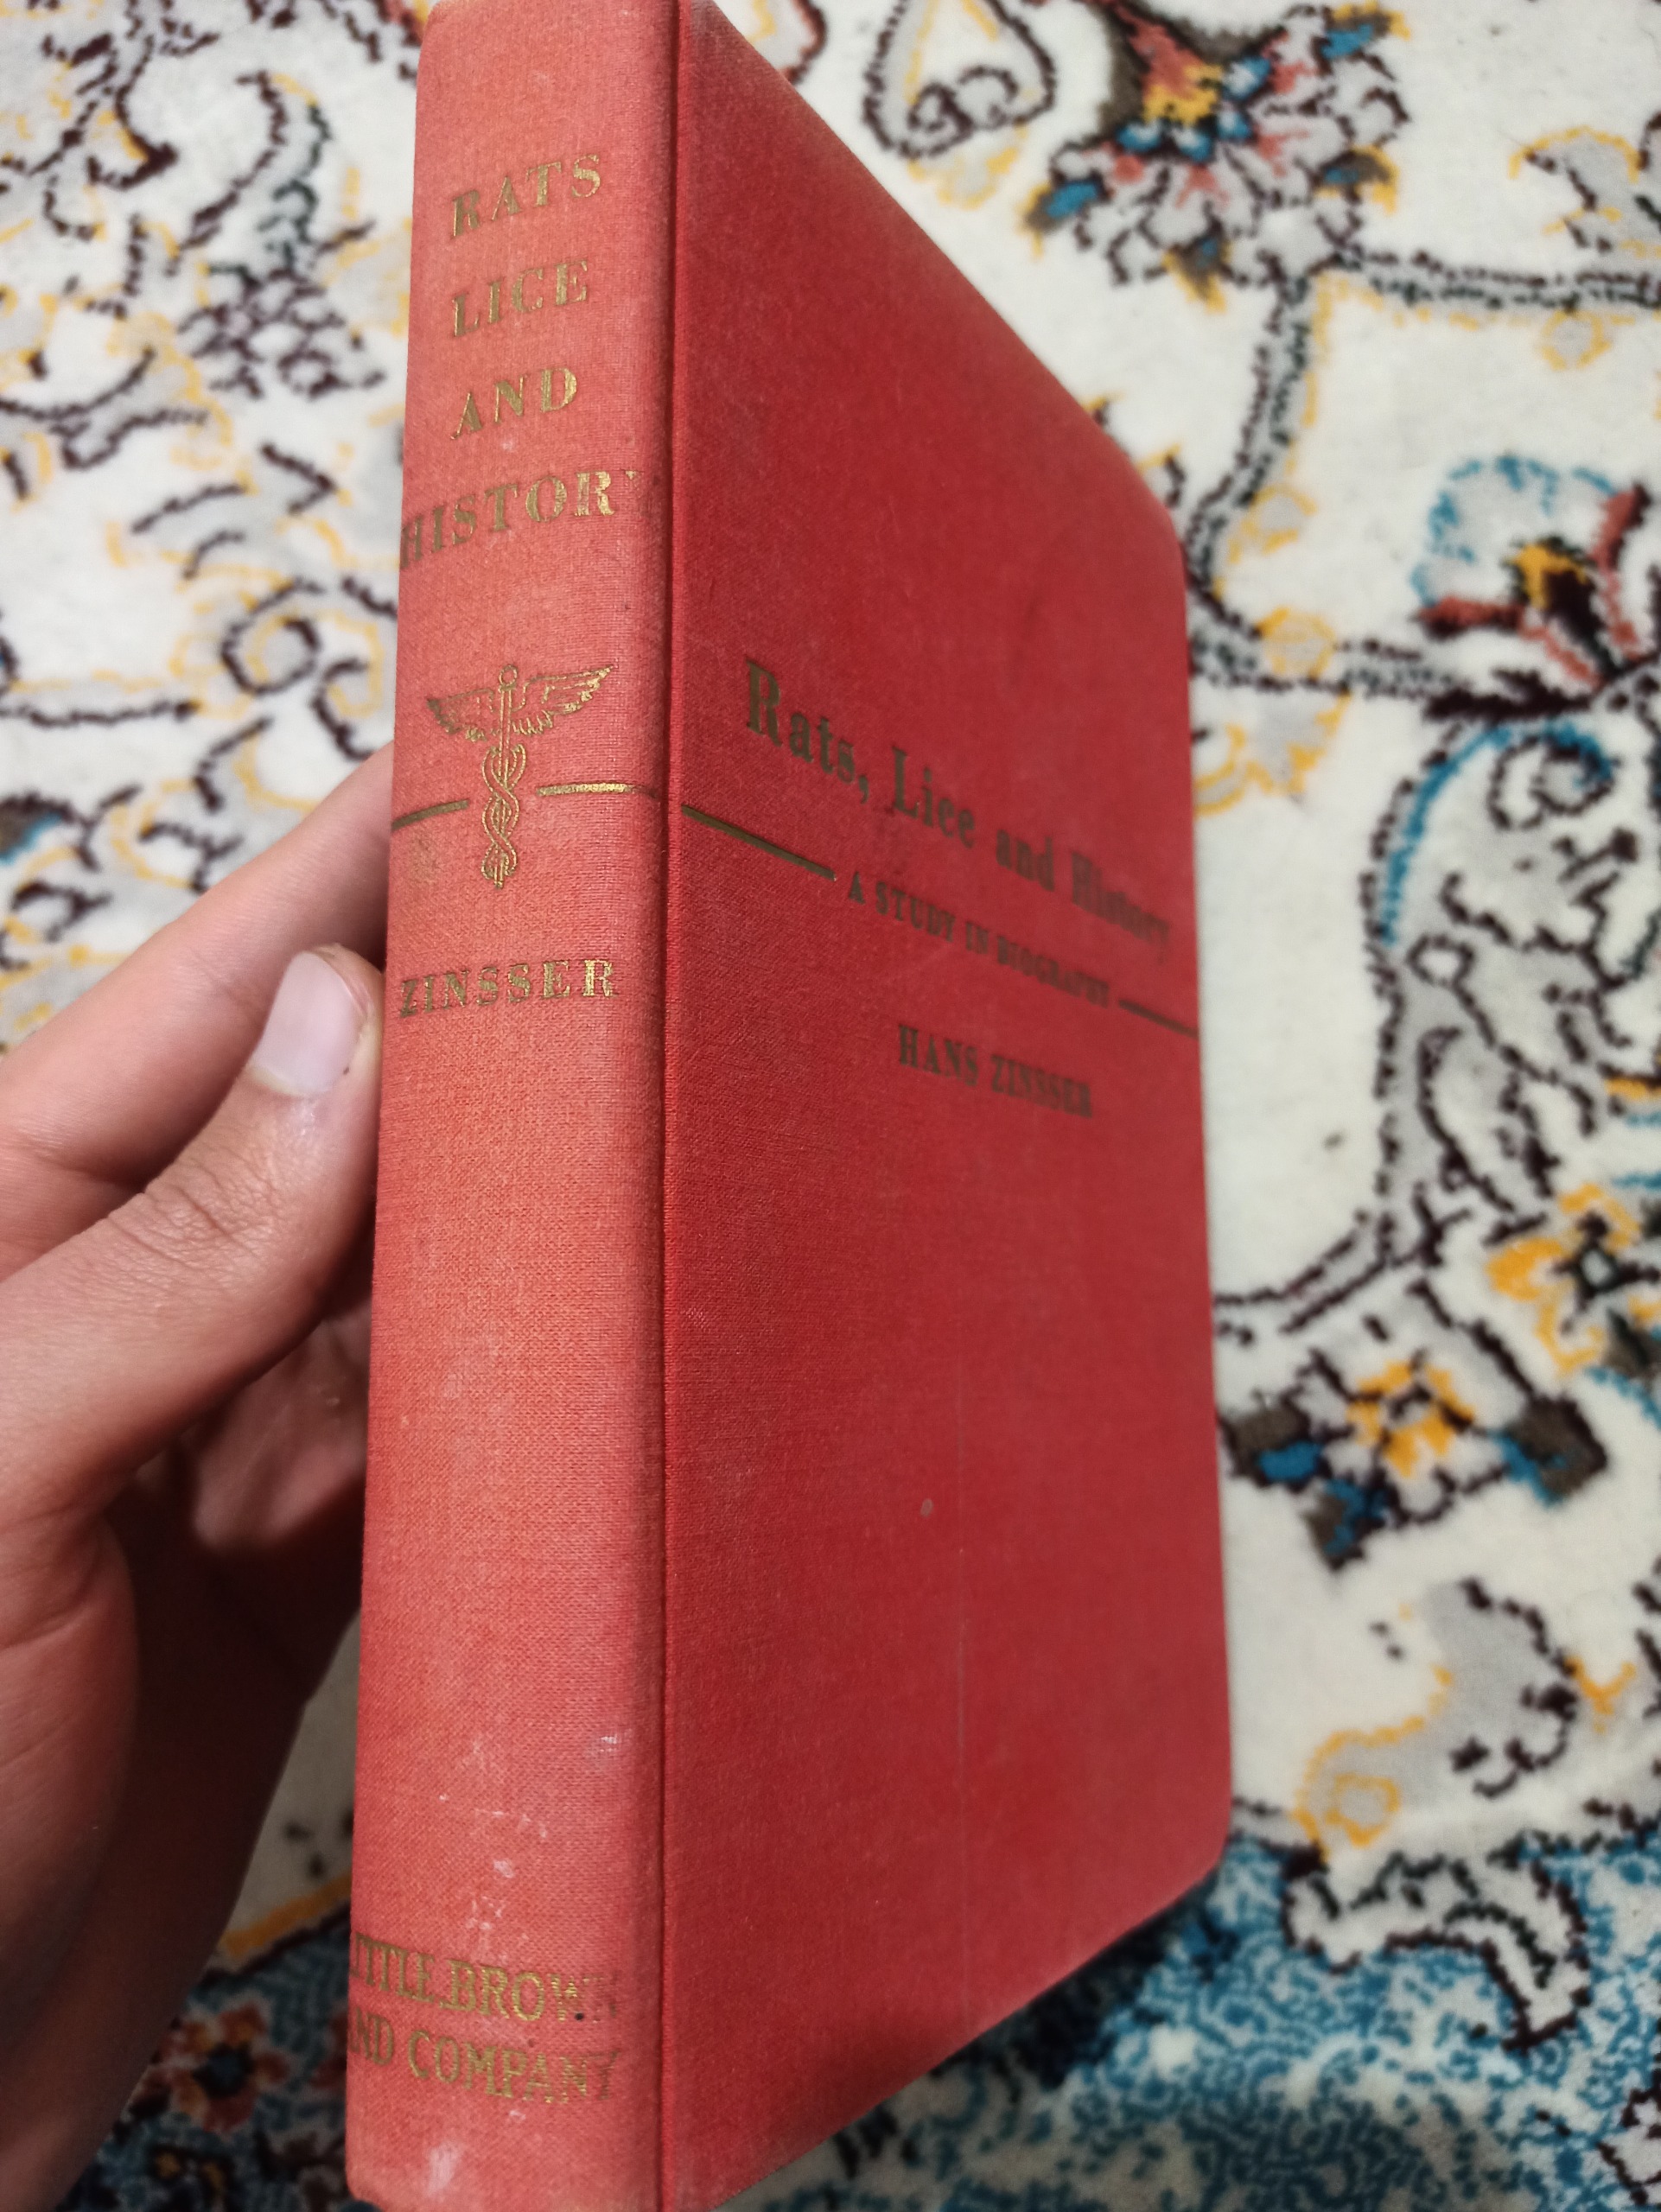 RATS
LICE
AND
HISTORY
ZINSSER
LITTLE, BROWN
AND COMPANY
Rats, Lice and History
A STUDY IN BIOGRAPHY
HANS ZINSSER